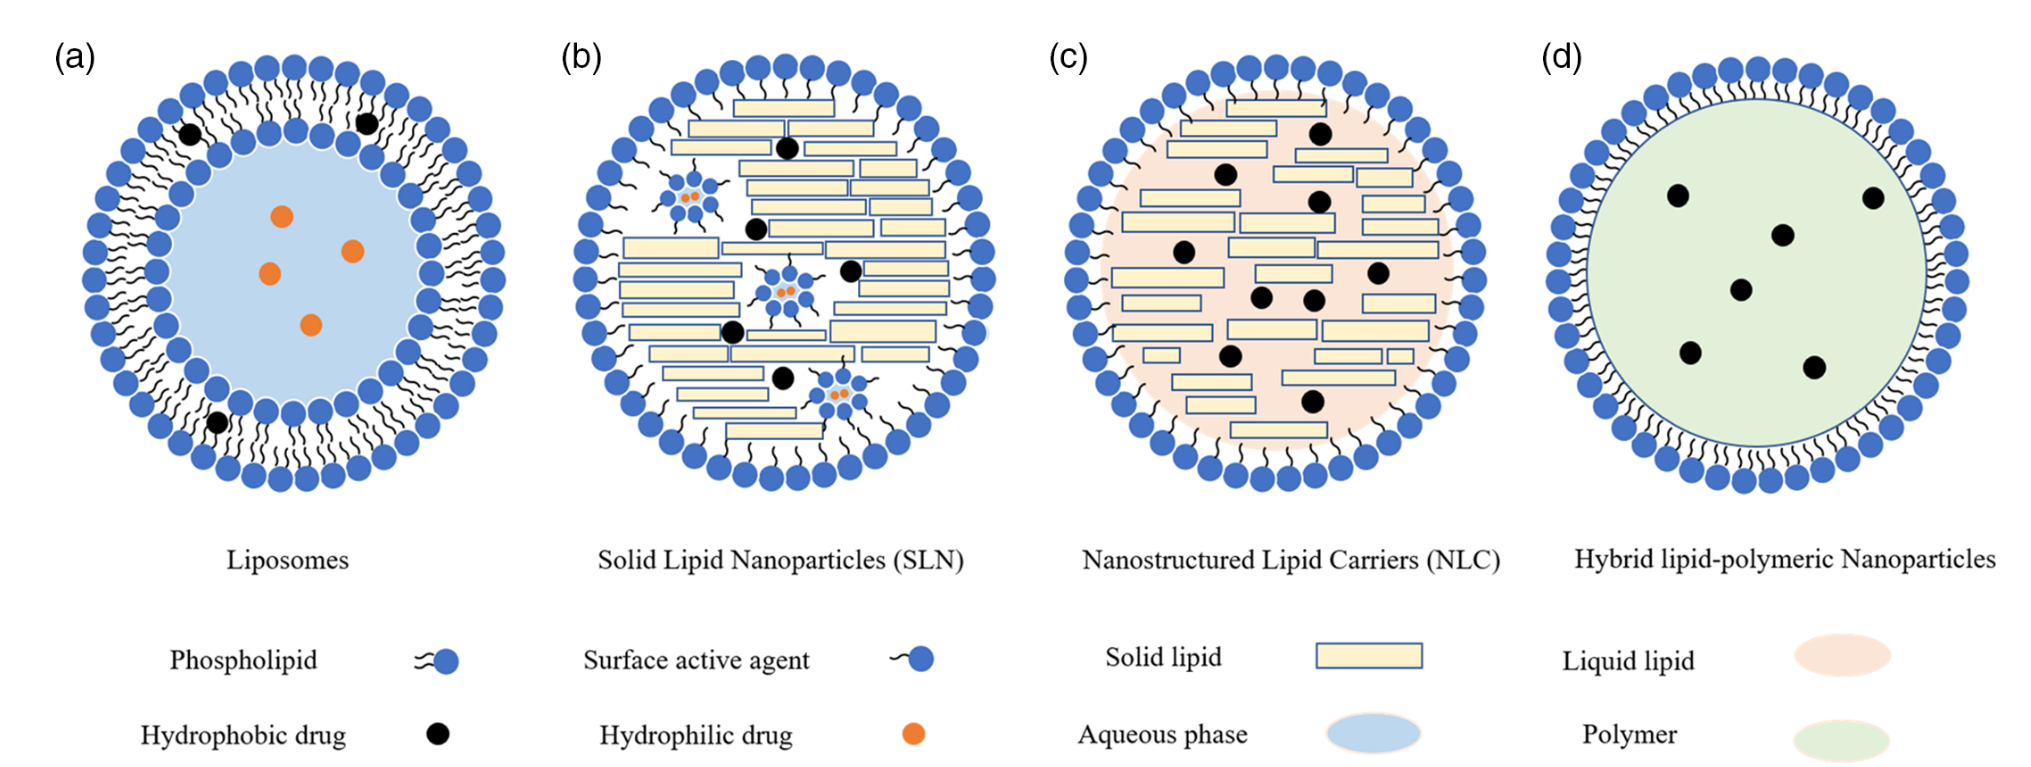 (a) (b) (c) (d)
Liposomes Solid Lipid Nanoparticles (SLN) Nanostructured Lipid Carriers (NLC) Hybrid lipid-polymeric Nanoparticles
Phospholipid Surface active agent Solid lipid Liquid lipid
Hydrophobic drug Hydrophilic drug Aqueous phase Polymer